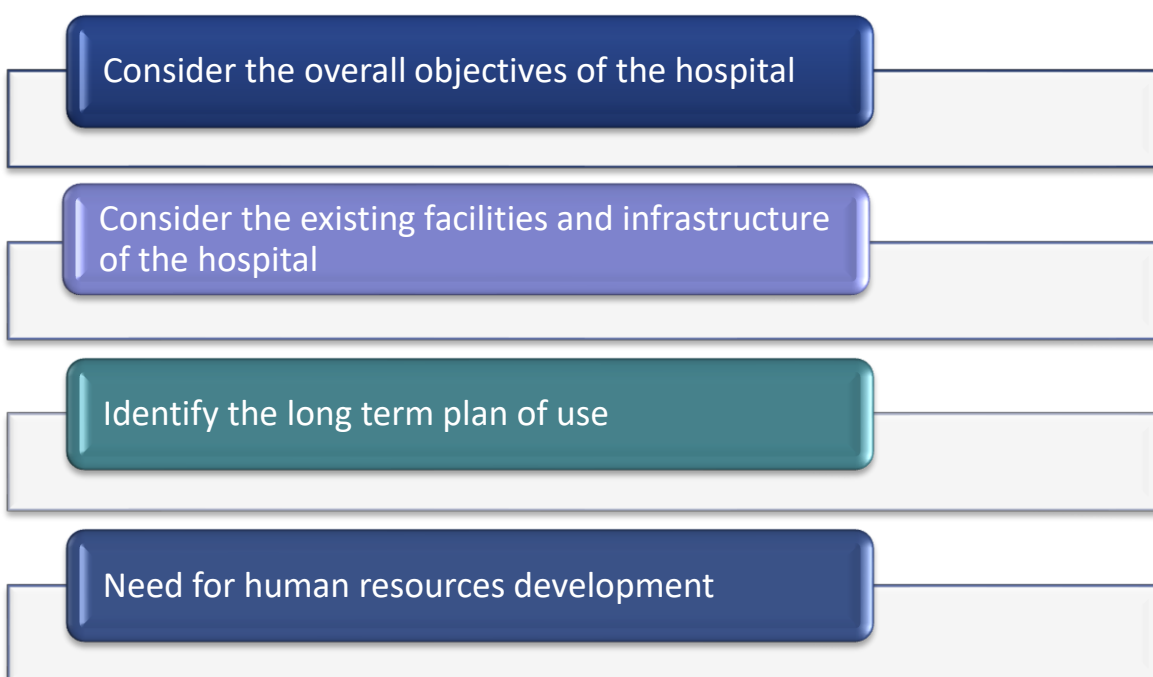 Consider the overall objectives of the hospital
Consider the existing facilities and infrastructure
of the hospital
Identify the long term plan of use
Need for human resources development